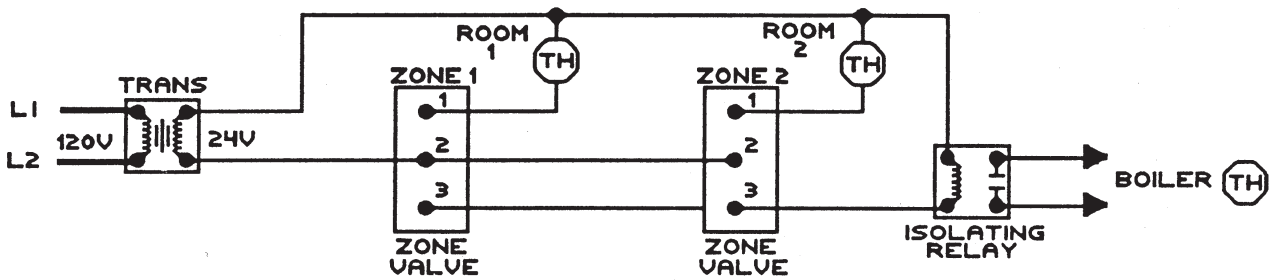 ROOM
1
TH
ROOM
2
TH
TRANS
ZONE 1
ZONE 2
L1
120V
24V
L2
1
2
3
1
2
3
BOILER TH
ZONE
VALVE
ZONE
VALVE
ISOLATING
RELAY